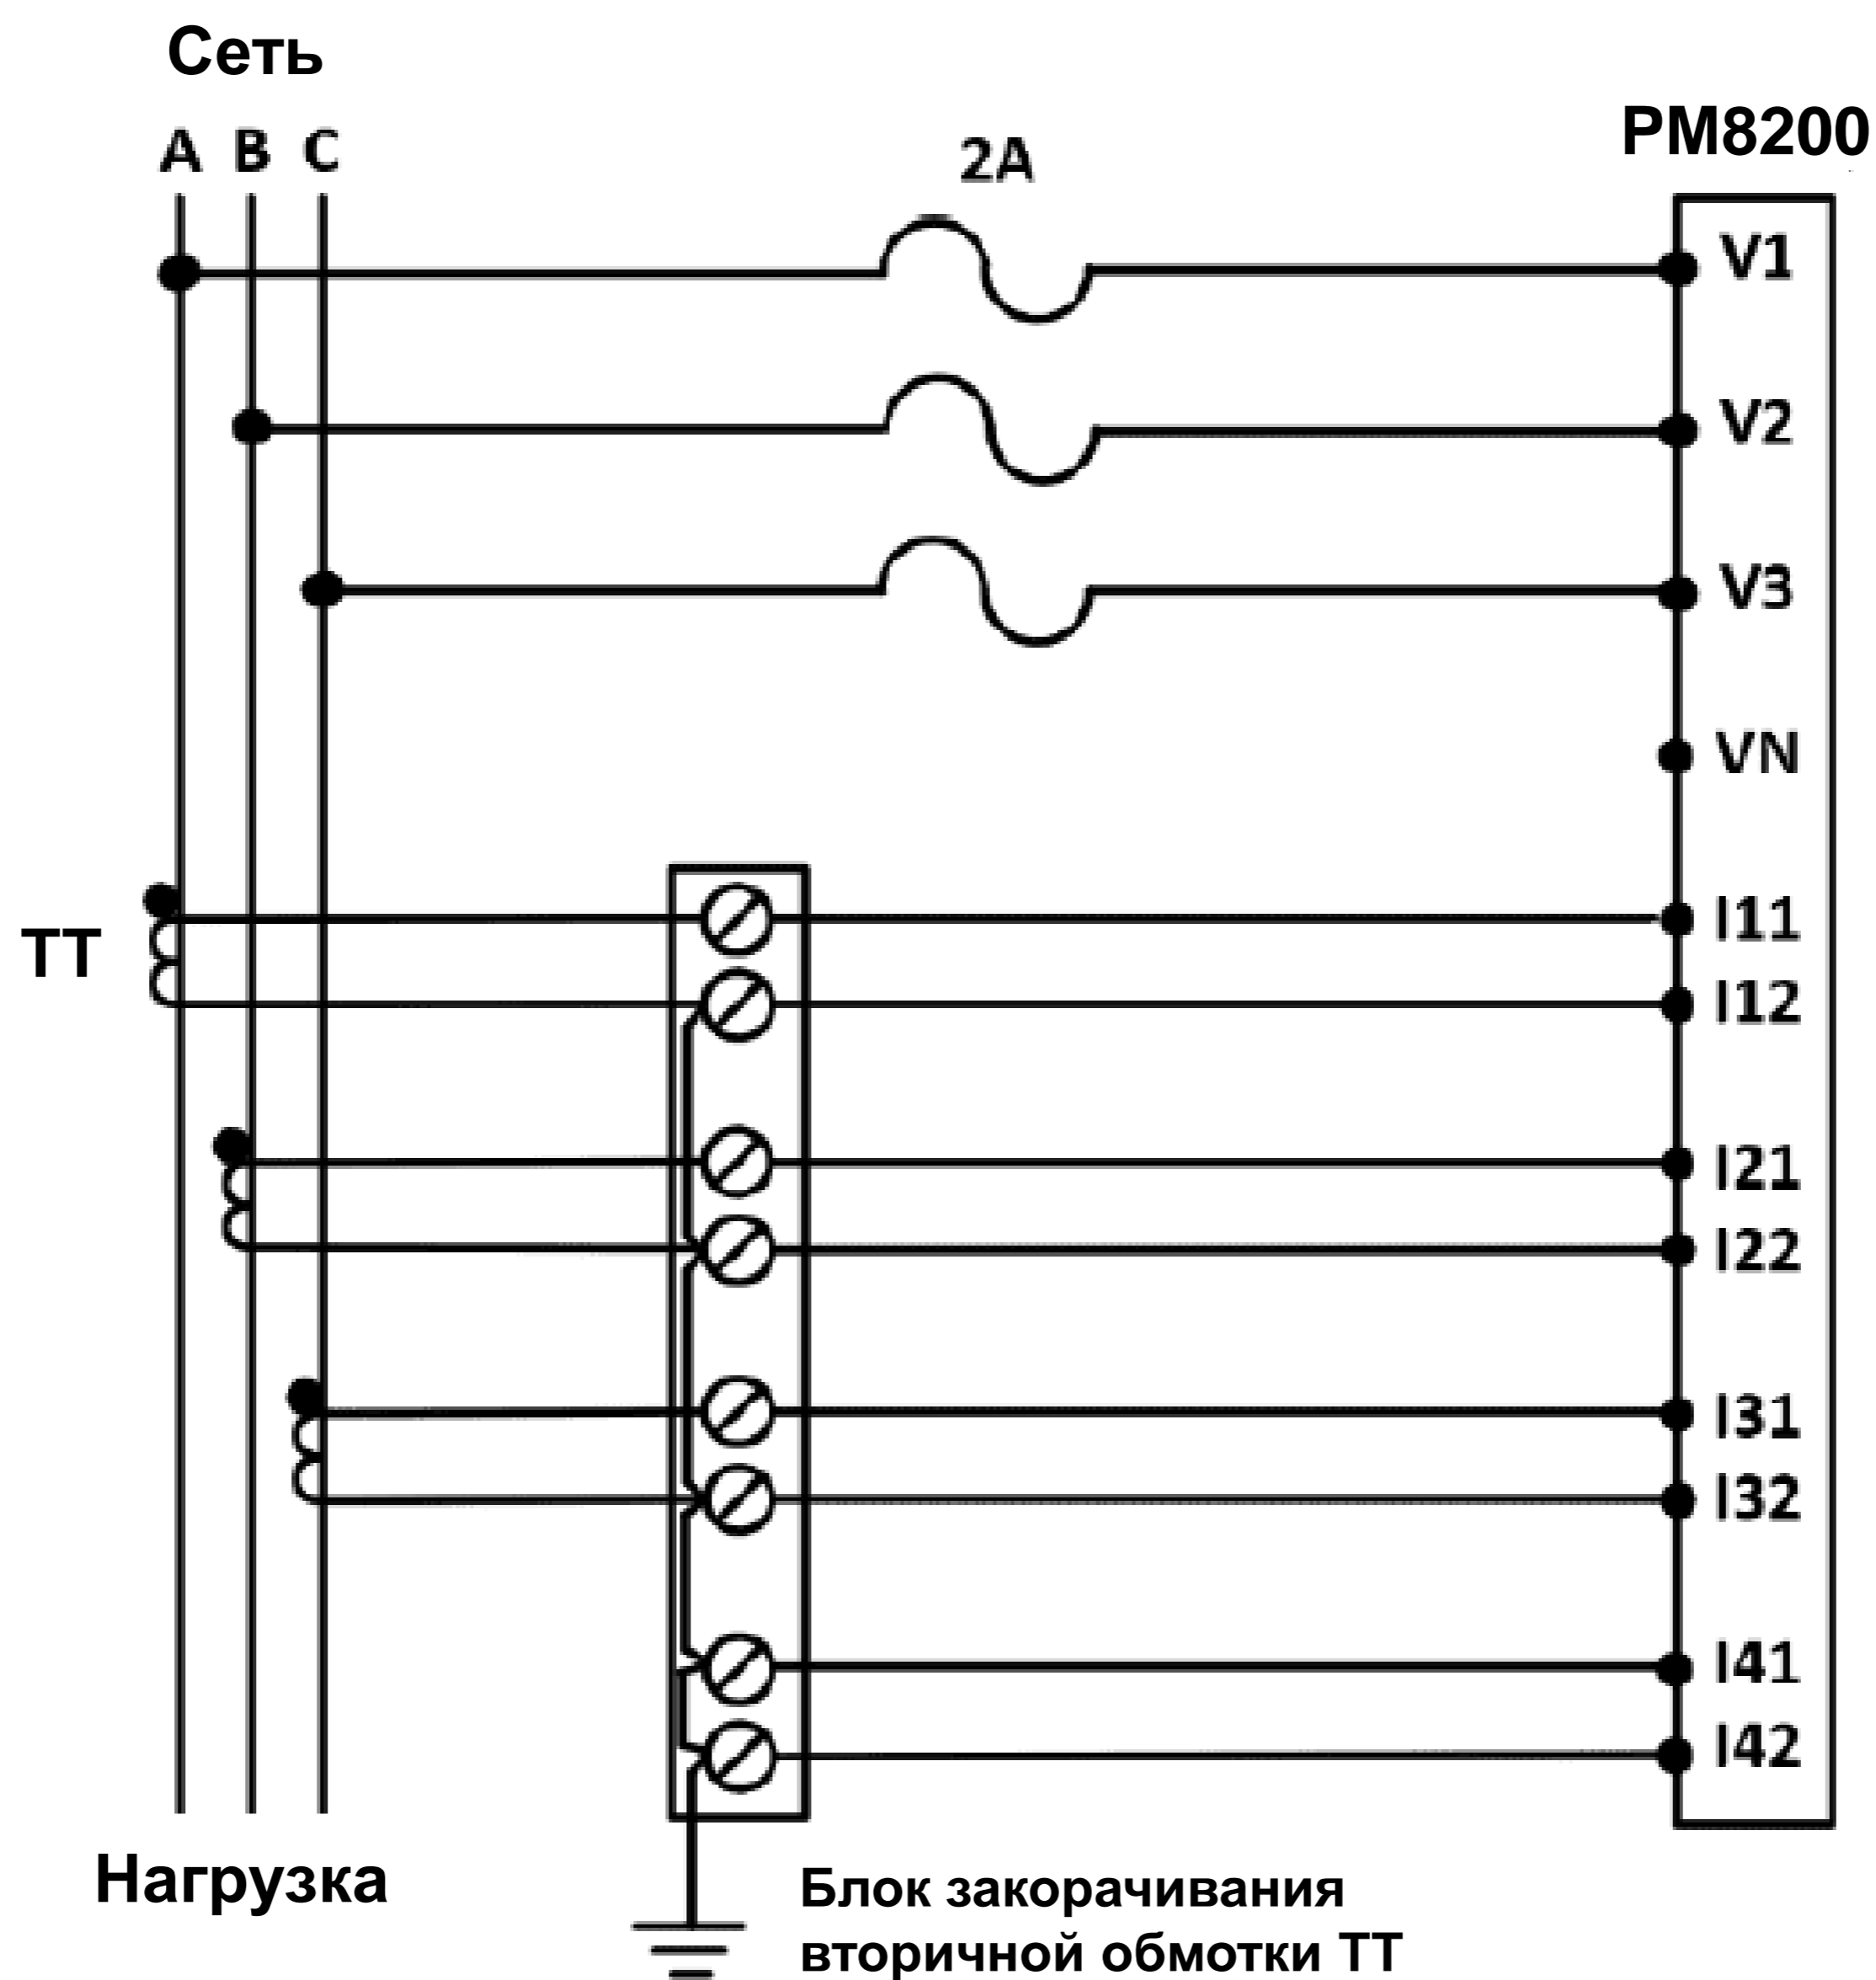 Сеть
A B C
2A
PM8200
V1
V2
V3
VN
ТТ
I11
I12
I21
I22
I31
I32
I41
I42
Нагрузка
Блок закорачивания
вторичной обмотки ТТ